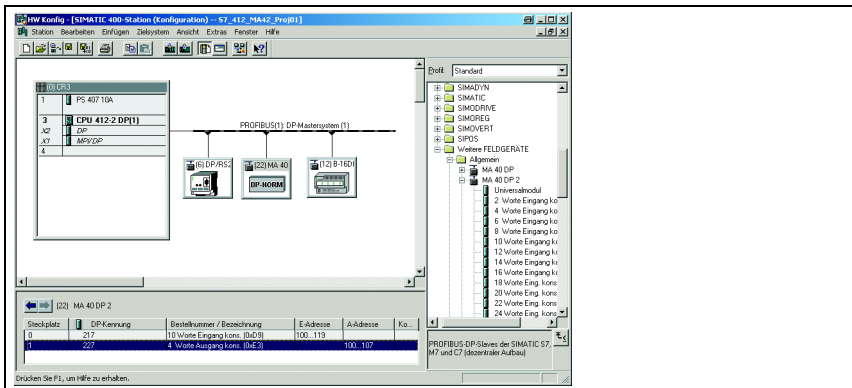 HW Konfig - [SIMATIC 400-Station (Konfiguration) -- S7_412_MA42_Proj01]
Station Bearbeiten Einfügen Zielsystem Ansicht Extras Fenster Hilfe
(0) CR3
1 PS 407 10A
3 CPU 412-2 DP(1)
X2 DP
X1 MPI/DP
4
PROFIBUS(1): DP-Mastersystem (1)
(6) DP/RS2
(22) MA 40
DP-NORM
(12) B-16DI
Profil: Standard
SIMADYN
SIMATIC
SIMODRIVE
SIMOREG
SIMOVERT
SIPOS
Weitere FELDGERÄTE
Allgemein
MA 40 DP
MA 40 DP 2
Universalmodul
2 Worte Eingang ko
4 Worte Eingang ko
6 Worte Eingang ko
8 Worte Eingang ko
10 Worte Eingang k
12 Worte Eingang k
14 Worte Eingang k
16 Worte Eingang k
18 Worte Eing. kons
20 Worte Eing. kons
22 Worte Eing. kons
24 Worte Eing. kons
(22) MA 40 DP 2
Steckplatz DP-Kennung Bestellnummer / Bezeichnung E-Adresse A-Adresse Ko...
0 217 10 Worte Eingang kons. (0xD9) 100...119
1 227 4 Worte Ausgang kons. (0xE3) 100...107
PROFIBUS-DP-Slaves der SIMATIC S7,
M7 und C7 (dezentraler Aufbau)
Drücken Sie F1, um Hilfe zu erhalten.